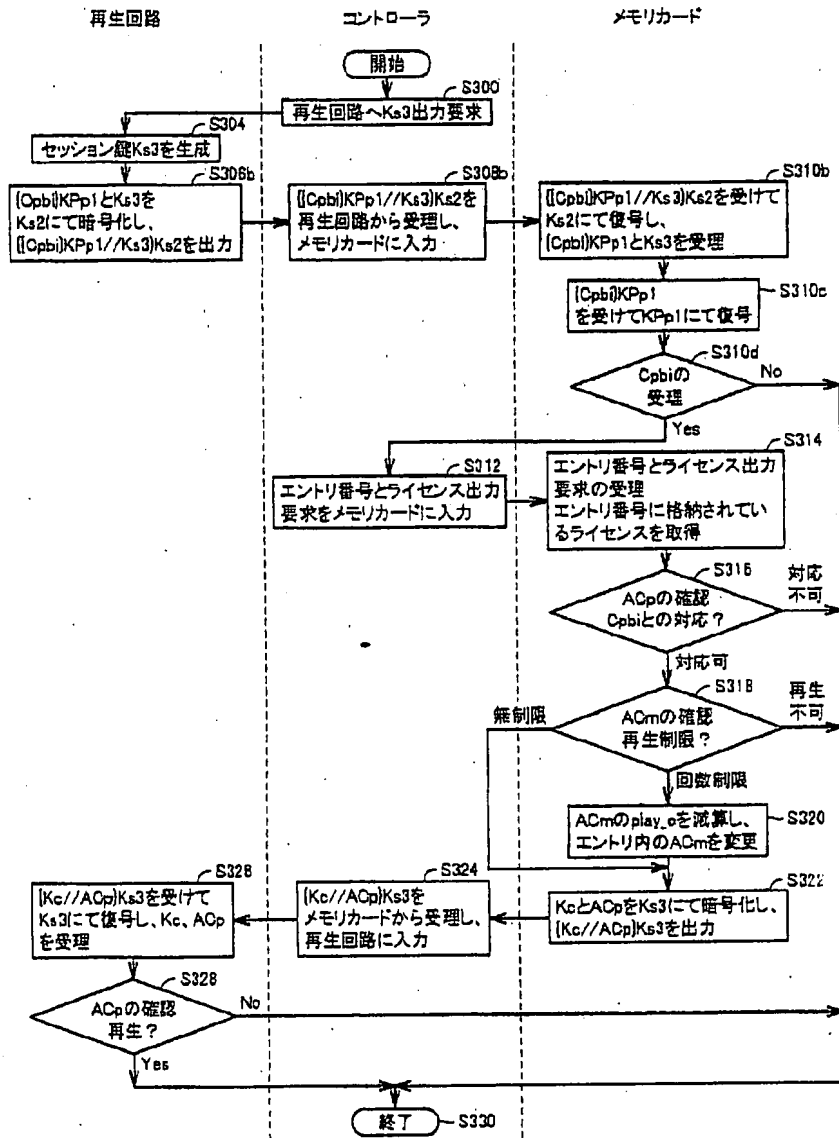 再生回路
コントローラ
メモリカード
開始
S300
再生回路へKs3出力要求
S304
セッション鍵Ks3を生成
S306b
{Cpbi}KPp1とKs3を
Ks2にて暗号化し、
{{Cpbi}KPp1//Ks3}Ks2を出力
S308b
{{Cpbi}KPp1//Ks3}Ks2を
再生回路から受理し、
メモリカードに入力
S310b
{{Cpbi}KPp1//Ks3}Ks2を受けて
Ks2にて復号し、
{Cpbi}KPp1とKs3を受理
S310c
{Cpbi}KPp1
を受けてKPp1にて復号
S310d
Cpbiの
受理
No
Yes
S312
エントリ番号とライセンス出力
要求をメモリカードに入力
S314
エントリ番号とライセンス出力
要求の受理
エントリ番号に格納されてい
るライセンスを取得
S316
ACpの確認
Cpbiとの対応?
対応
不可
対応可
S318
ACmの確認
再生制限?
無制限
再生
不可
回数制限
S320
ACmのplay_cを減算し、
エントリ内のACmを変更
S322
KcとACpをKs3にて暗号化し、
{Kc//ACp}Ks3を出力
S324
{Kc//ACp}Ks3を
メモリカードから受理し、
再生回路に入力
S326
{Kc//ACp}Ks3を受けて
Ks3にて復号し、Kc、ACp
を受理
S328
ACpの確認
再生?
No
Yes
終了
S330